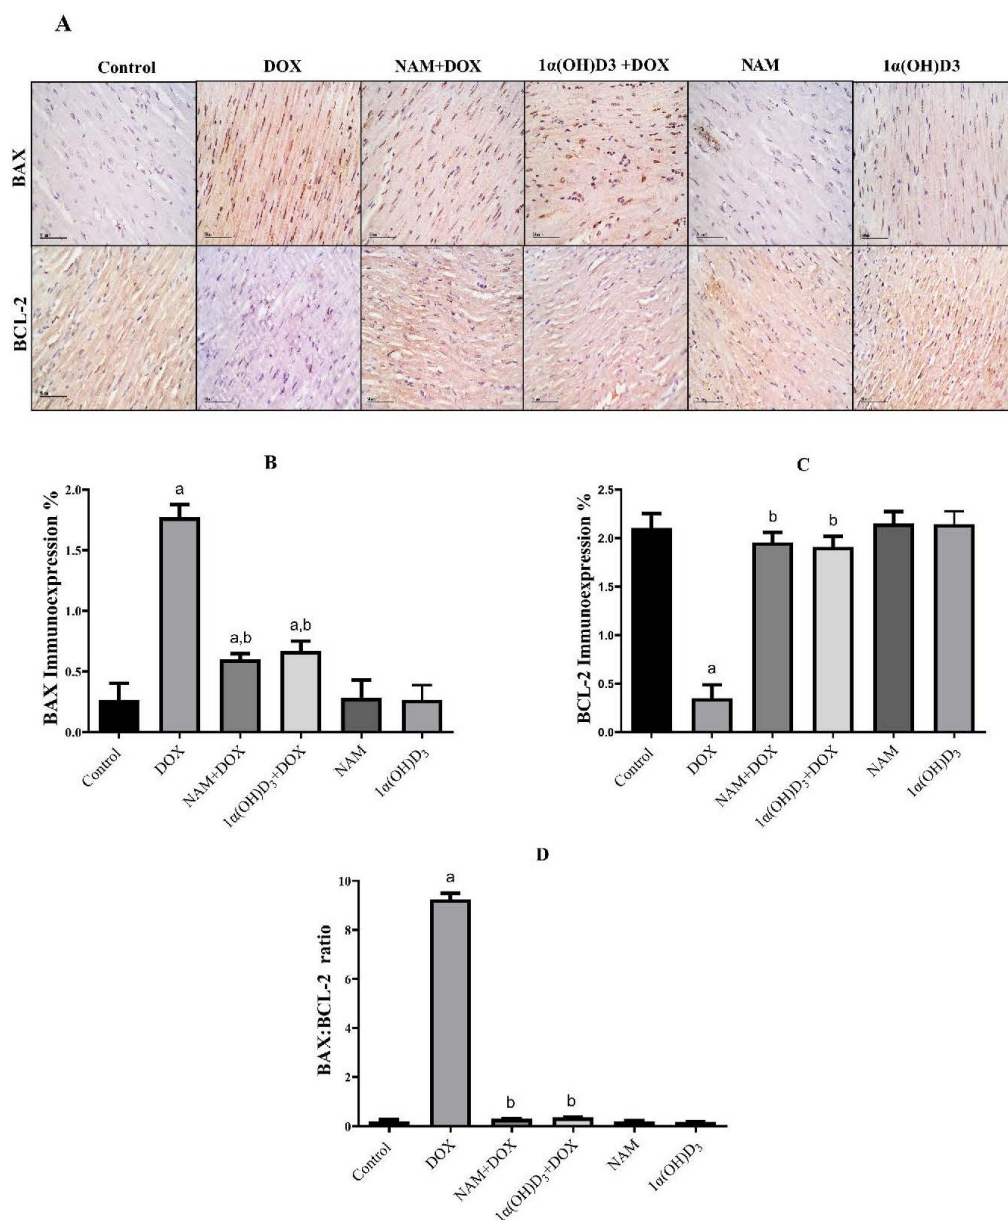 A
Control DOX NAM+DOX 1α(OH)D3 +DOX NAM 1α(OH)D3
BAX
BCL-2
B
BAX Immunoexpression %
2.0
1.5
1.0
0.5
0.0
a
a,b
a,b
Control DOX NAM+DOX 1α(OH)D₃+DOX NAM 1α(OH)D₃
C
BCL-2 Immunoexpression %
2.5
2.0
1.5
1.0
0.5
0.0
a
b
b
Control DOX NAM+DOX 1α(OH)D₃+DOX NAM 1α(OH)D₃
D
BAX:BCL-2 ratio
10
8
6
4
2
0
a
b
b
Control DOX NAM+DOX 1α(OH)D₃+DOX NAM 1α(OH)D₃